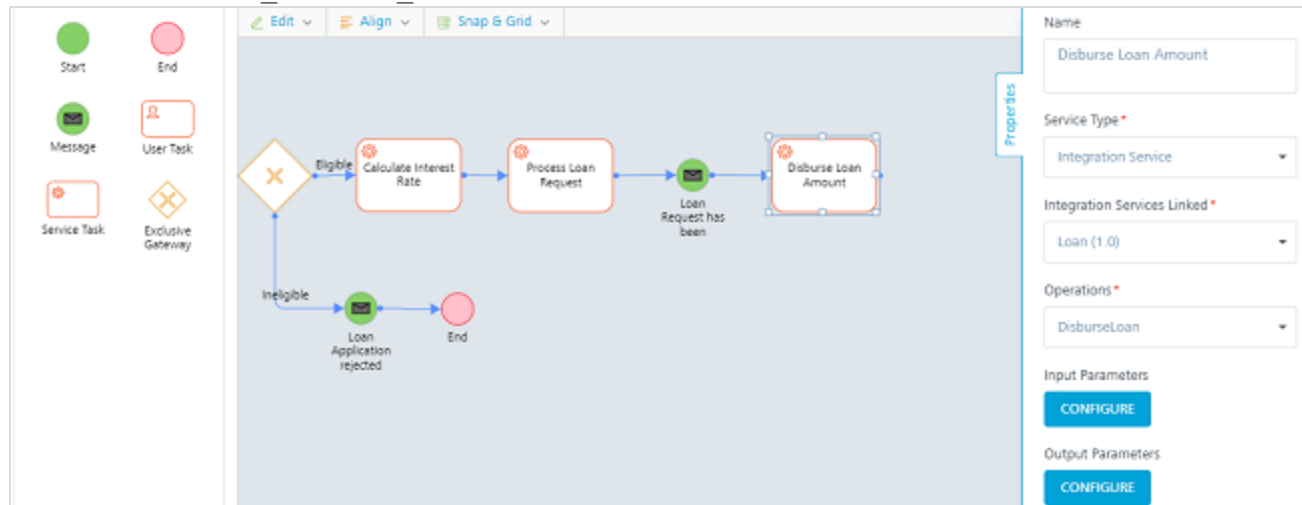 Edit
Align
Snap & Grid
Start
End
Message
User Task
Service Task
Exclusive
Gateway
Eligible
Calculate Interest
Rate
Process Loan
Request
Loan
Request has
been
Disburse Loan
Amount
Ineligible
Loan
Application
rejected
End
Properties
Name
Disburse Loan Amount
Service Type*
Integration Service
Integration Services Linked*
Loan (1.0)
Operations*
DisburseLoan
Input Parameters
CONFIGURE
Output Parameters
CONFIGURE